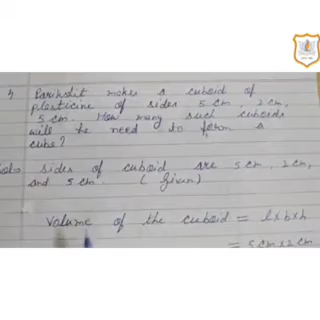 4 Parikshit makes a cuboid of
plasticine of sides 5 cm, 2 cm,
5 cm. How many such cuboids
will he need to form a
cube?
Sol: sides of cuboid are 5 cm, 2 cm,
and 5 cm. (Given)
Volume of the cuboid = l×b×h
= 5 cm×2 cm